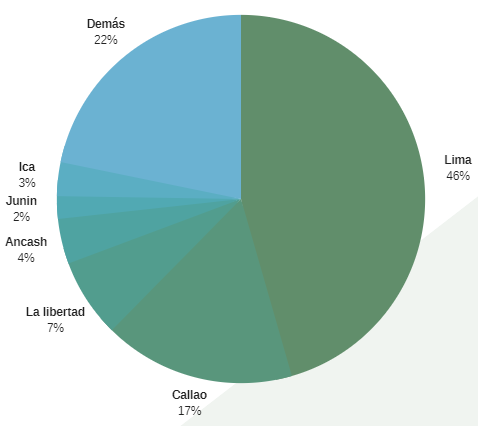 Demás
22%
Lima
46%
Ica
3%
Junin
2%
Ancash
4%
La libertad
7%
Callao
17%